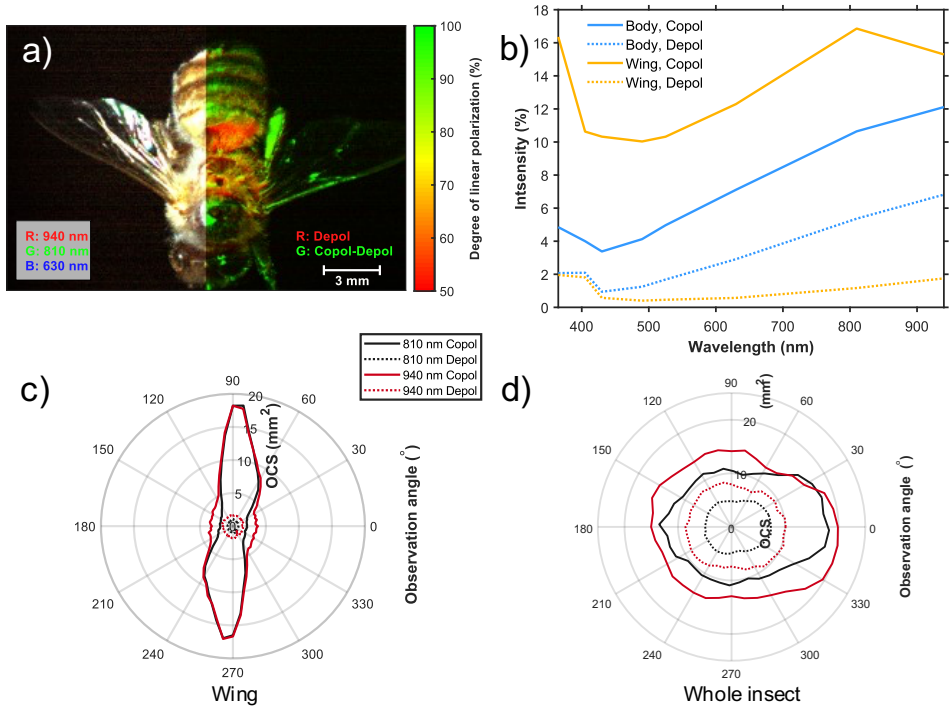 a)
R: 940 nm
G: 810 nm
B: 630 nm
R: Depol
G: Copol-Depol
3 mm
100
90
80
70
60
50
Degree of linear polarization (%)
b)
18
16
14
12
10
8
6
4
2
0
Intsensity (%)
Body, Copol
Body, Depol
Wing, Copol
Wing, Depol
400
500
600
700
800
900
Wavelength (nm)
810 nm Copol
810 nm Depol
940 nm Copol
940 nm Depol
c)
90
120
60
150
30
180
0
210
330
240
300
270
20
15
10
5
OCS (mm²)
Observation angle (°)
Wing
d)
90
120
60
150
30
180
0
210
330
240
300
270
20
10
0
OCS
(mm²)
Observation angle (°)
Whole insect